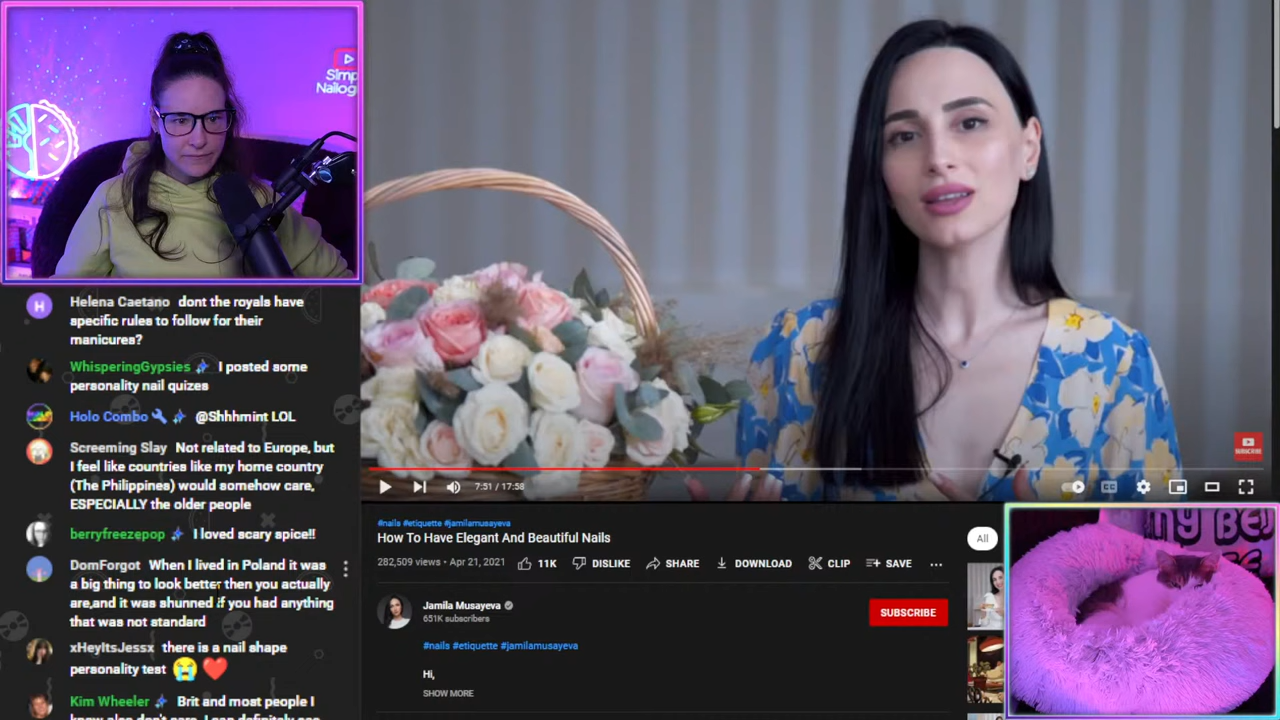 Simp
Nailog
Helena Caetano dont the royals have
specific rules to follow for their
manicures?
WhisperingGypsies I posted some
personality nail quizes
Holo Combo @Shhhmint LOL
Screeming Slay Not related to Europe, but
I feel like countries like my home country
(The Philippines) would somehow care,
ESPECIALLY the older people
berryfreezepop I loved scary spice!!
DomForgot When I lived in Poland it was
a big thing to look better then you actually
are,and it was shunned if you had anything
that was not standard
xHeyItsJessx there is a nail shape
personality test
Kim Wheeler Brit and most people I
H
SUBSCRIBE
7:51 / 17:58
#nails #etiquette #jamilamusayeva
How To Have Elegant And Beautiful Nails
282,509 views • Apr 21, 2021
11K
DISLIKE
SHARE
DOWNLOAD
CLIP
SAVE
All
Jamila Musayeva
651K subscribers
SUBSCRIBE
#nails #etiquette #jamilamusayeva
Hi,
SHOW MORE
MY BE